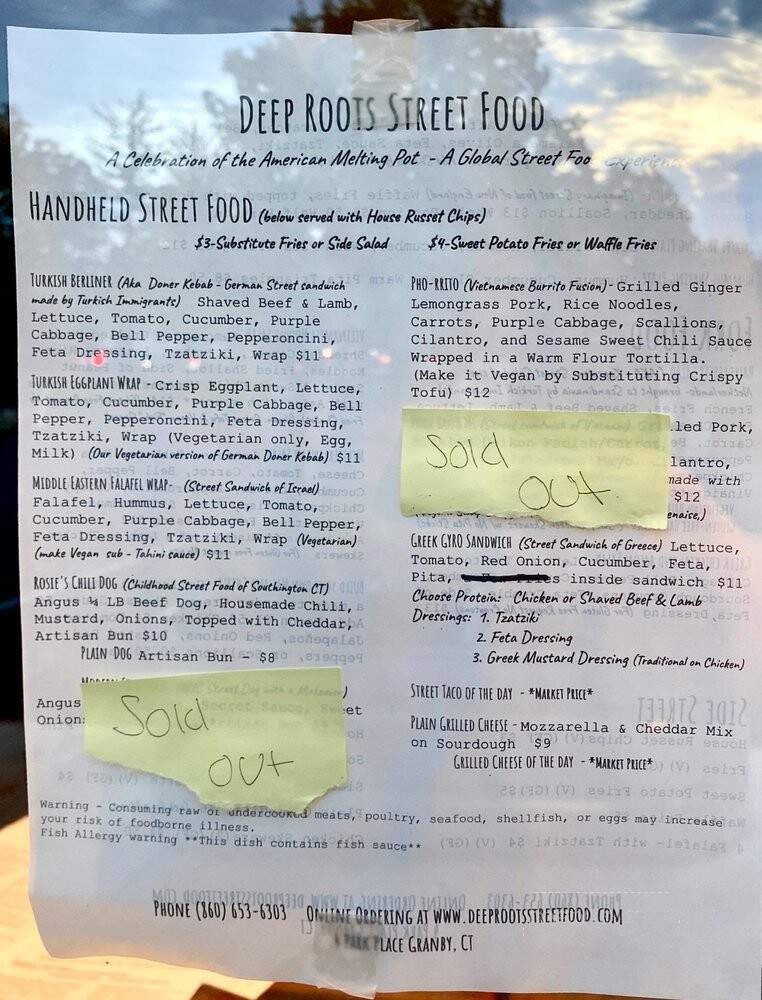 DEEP ROOTS STREET FOOD
A Celebration of the American Melting Pot - A Global Street Foo experience
HANDHELD STREET FOOD (below served with House Russet Chips)
$3-Substitute Fries or Side Salad $4-Sweet Potato Fries or Waffle Fries
TURKISH BERLINER (Aka Doner Kebab - German Street sandwich
made by Turkish Immigrants) Shaved Beef & Lamb,
Lettuce, Tomato, Cucumber, Purple
Cabbage, Bell Pepper, Pepperoncini,
Feta Dressing, Tzatziki, Wrap $11
TURKISH EGGPLANT WRAP - Crisp Eggplant, Lettuce,
Tomato, Cucumber, Purple Cabbage, Bell
Pepper, Pepperoncini, Feta Dressing,
Tzatziki, Wrap (Vegetarian only, Egg,
Milk) (Our Vegetarian version of German Doner Kebab) $11
MIDDLE EASTERN FALAFEL WRAP- (Street Sandwich of Israel)
Falafel, Hummus, Lettuce, Tomato,
Cucumber, Purple Cabbage, Bell Pepper,
Feta Dressing, Tzatziki, Wrap (Vegetarian)
(make Vegan sub - Tahini sauce) $11
ROSIE'S CHILI DOG (Childhood Street Food of Southington CT)
Angus ¼ LB Beef Dog, Housemade Chili,
Mustard, Onions, Topped with Cheddar,
Artisan Bun $10
PLAIN DOG Artisan Bun - $8
Angus
Onion
Sold
out
PHO-RRITO (Vietnamese Burrito Fusion)- Grilled Ginger
Lemongrass Pork, Rice Noodles,
Carrots, Purple Cabbage, Scallions,
Cilantro, and Sesame Sweet Chili Sauce
Wrapped in a Warm Flour Tortilla.
(Make it Vegan by Substituting Crispy
Tofu) $12
lled Pork,
Sold
out
lantro,
made with
$12
enaise,)
GREEK GYRO SANDWICH (Street Sandwich of Greece) Lettuce,
Tomato, Red Onion, Cucumber, Feta,
Pita, inside sandwich $11
Choose Protein: Chicken or Shaved Beef & Lamb
Dressings: 1. Tzatziki
2. Feta Dressing
3. Greek Mustard Dressing (Traditional on Chicken)
STREET TACO OF THE DAY - *MARKET PRICE*
PLAIN GRILLED CHEESE - Mozzarella & Cheddar Mix
on Sourdough $9
GRILLED CHEESE OF THE DAY - *MARKET PRICE*
Warning - Consuming raw or undercooked meats, poultry, seafood, shellfish, or eggs may increase
your risk of foodborne illness.
Fish Allergy warning **This dish contains fish sauce**
PHONE (860) 653-6303 ONLINE ORDERING AT WWW.DEEPROOTSSTREETFOOD.COM
PLACE GRANBY, CT